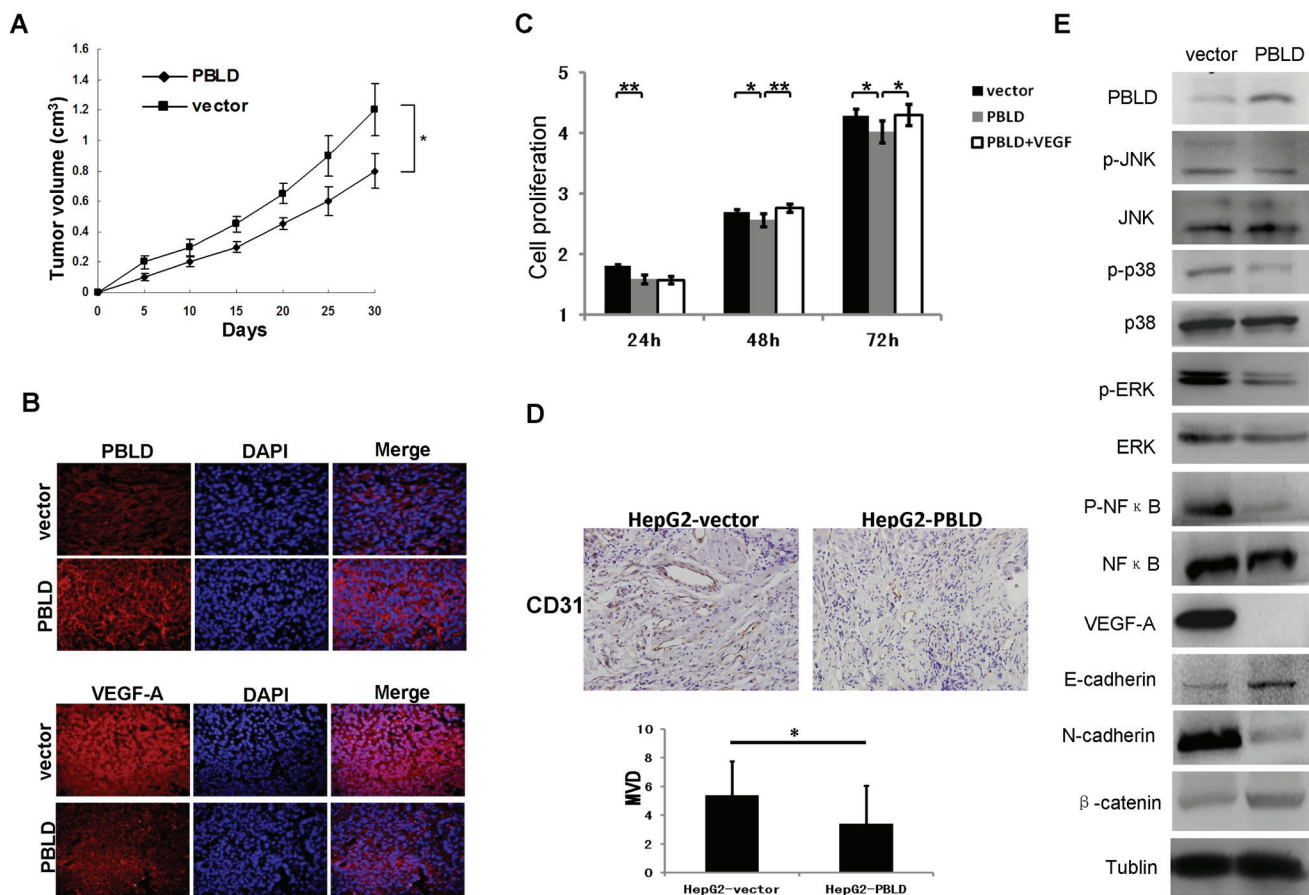 A
1.6
1.4
1.2
1
0.8
0.6
0.4
0.2
0
Tumor volume (cm³)
PBLD
vector
*
0 5 10 15 20 25 30
Days
B
PBLD DAPI Merge
vector
PBLD
VEGF-A DAPI Merge
vector
PBLD
C
5
4
3
2
1
Cell proliferation
** * ** * *
vector
PBLD
PBLD+VEGF
24h 48h 72h
D
HepG2-vector HepG2-PBLD
CD31
10
8
6
4
2
0
MVD
*
HepG2-vector HepG2-PBLD
E
vector PBLD
PBLD
p-JNK
JNK
p-p38
p38
p-ERK
ERK
P-NFκB
NFκB
VEGF-A
E-cadherin
N-cadherin
β-catenin
Tublin